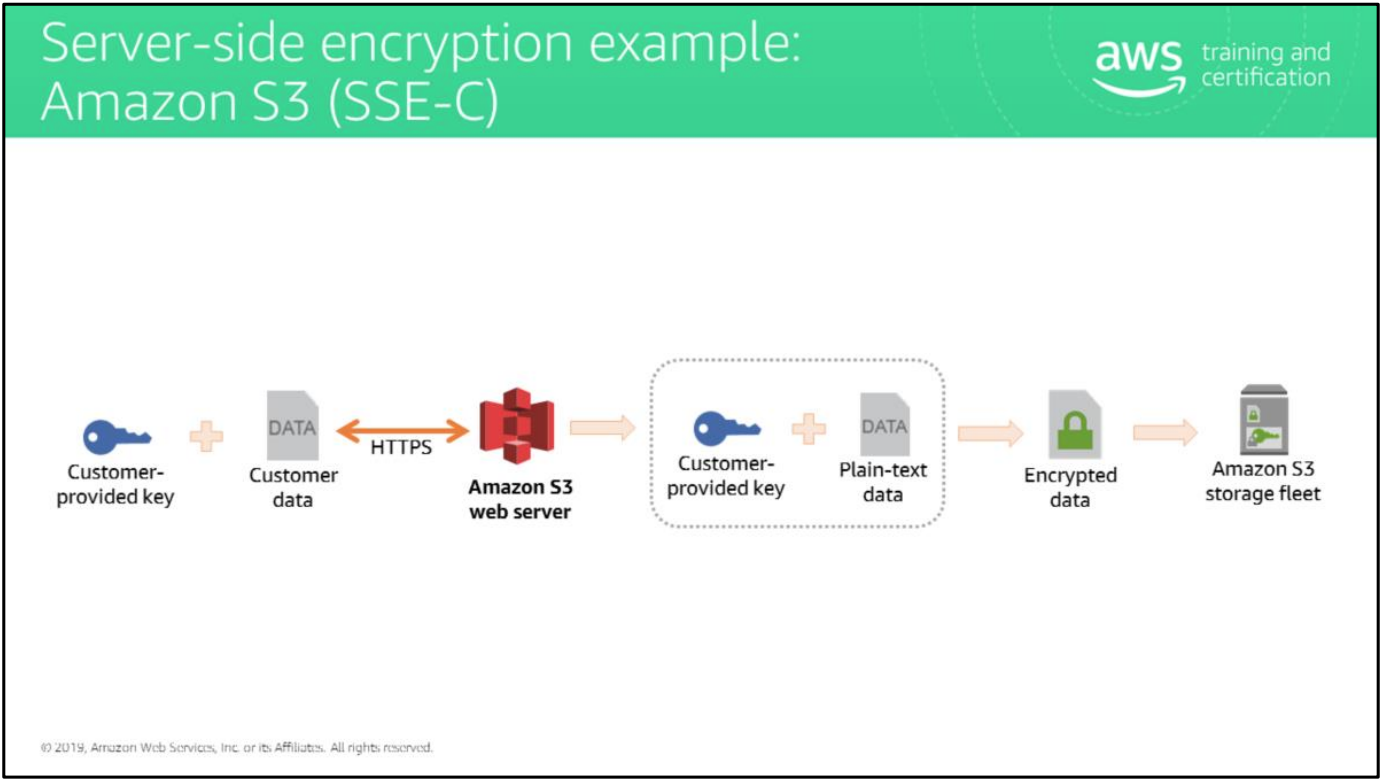 Server-side encryption example:
Amazon S3 (SSE-C)
aws
training and
certification
Customer-
provided key
DATA
Customer
data
HTTPS
Amazon S3
web server
Customer-
provided key
DATA
Plain-text
data
Encrypted
data
Amazon S3
storage fleet
© 2019, Amazon Web Services, Inc. or its Affiliates. All rights reserved.